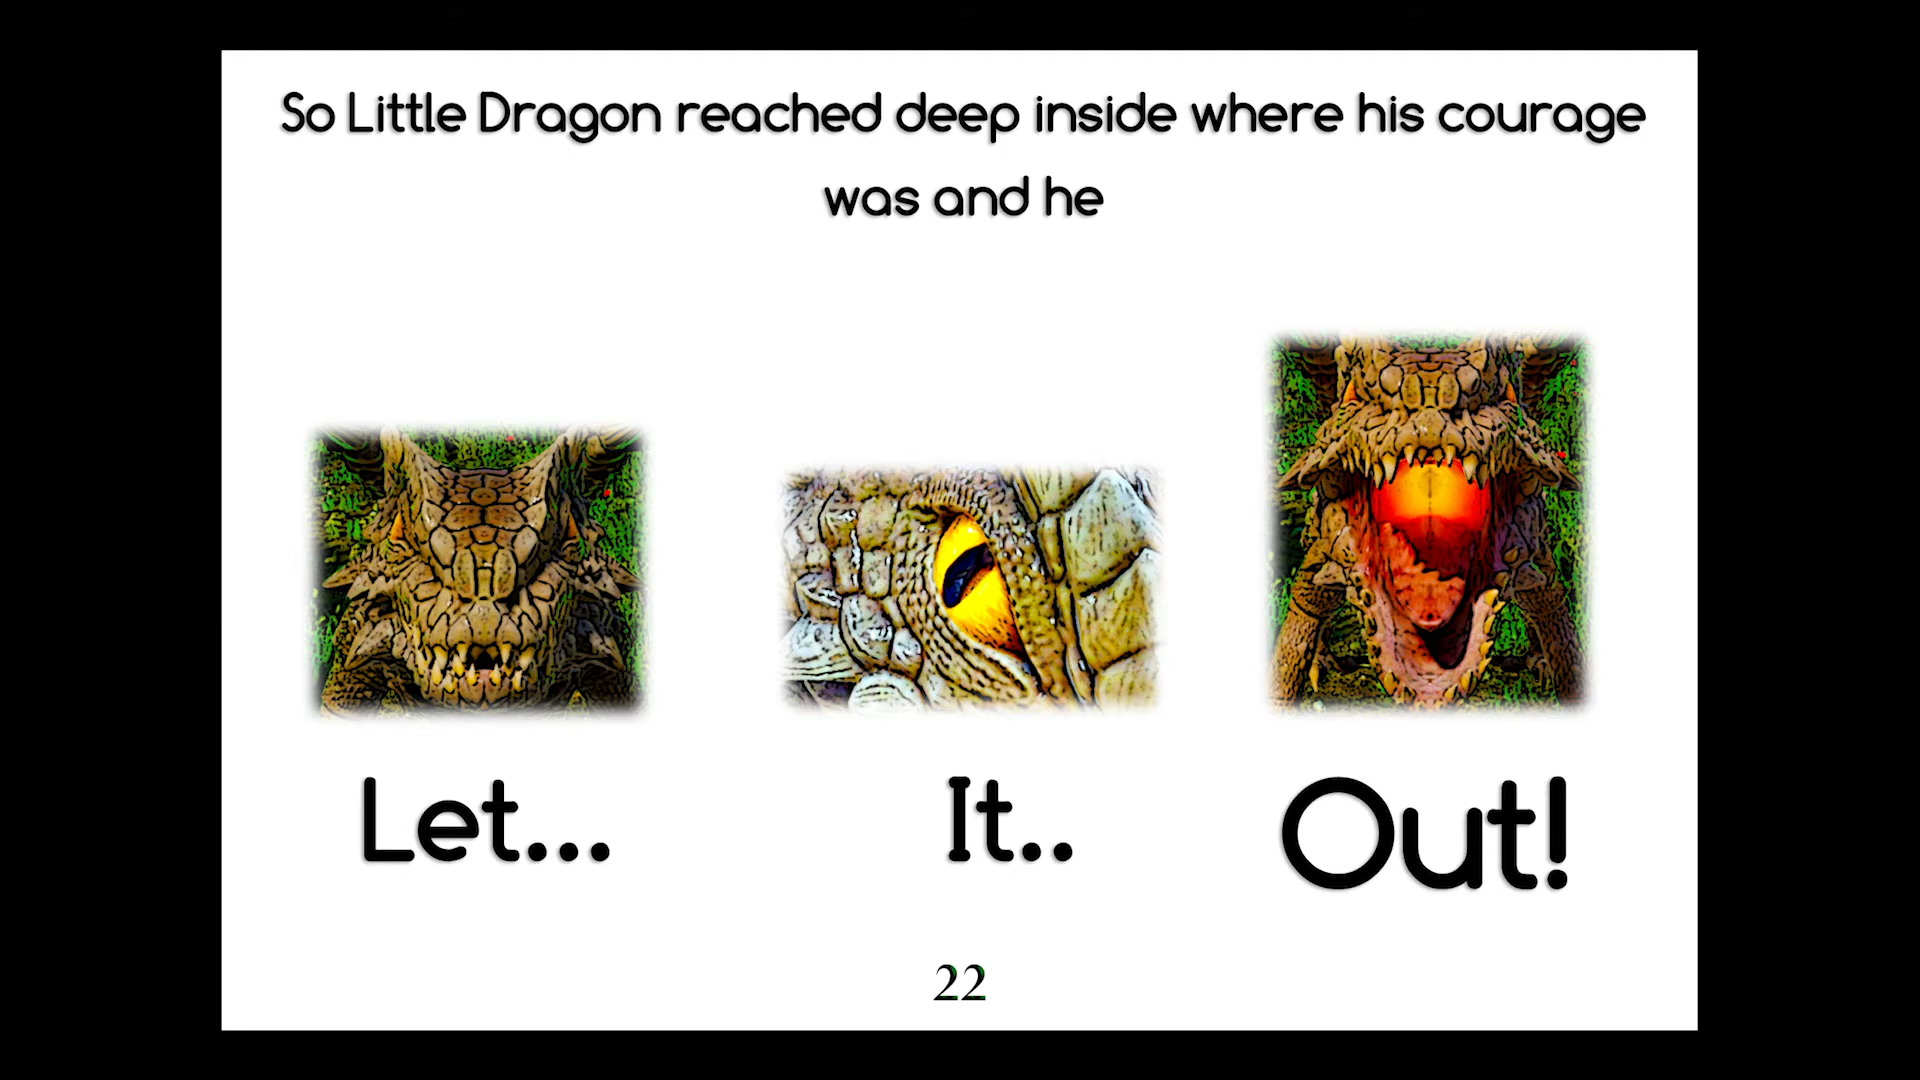 So Little Dragon reached deep inside where his courage
was and he
Let... It.. Out!
22